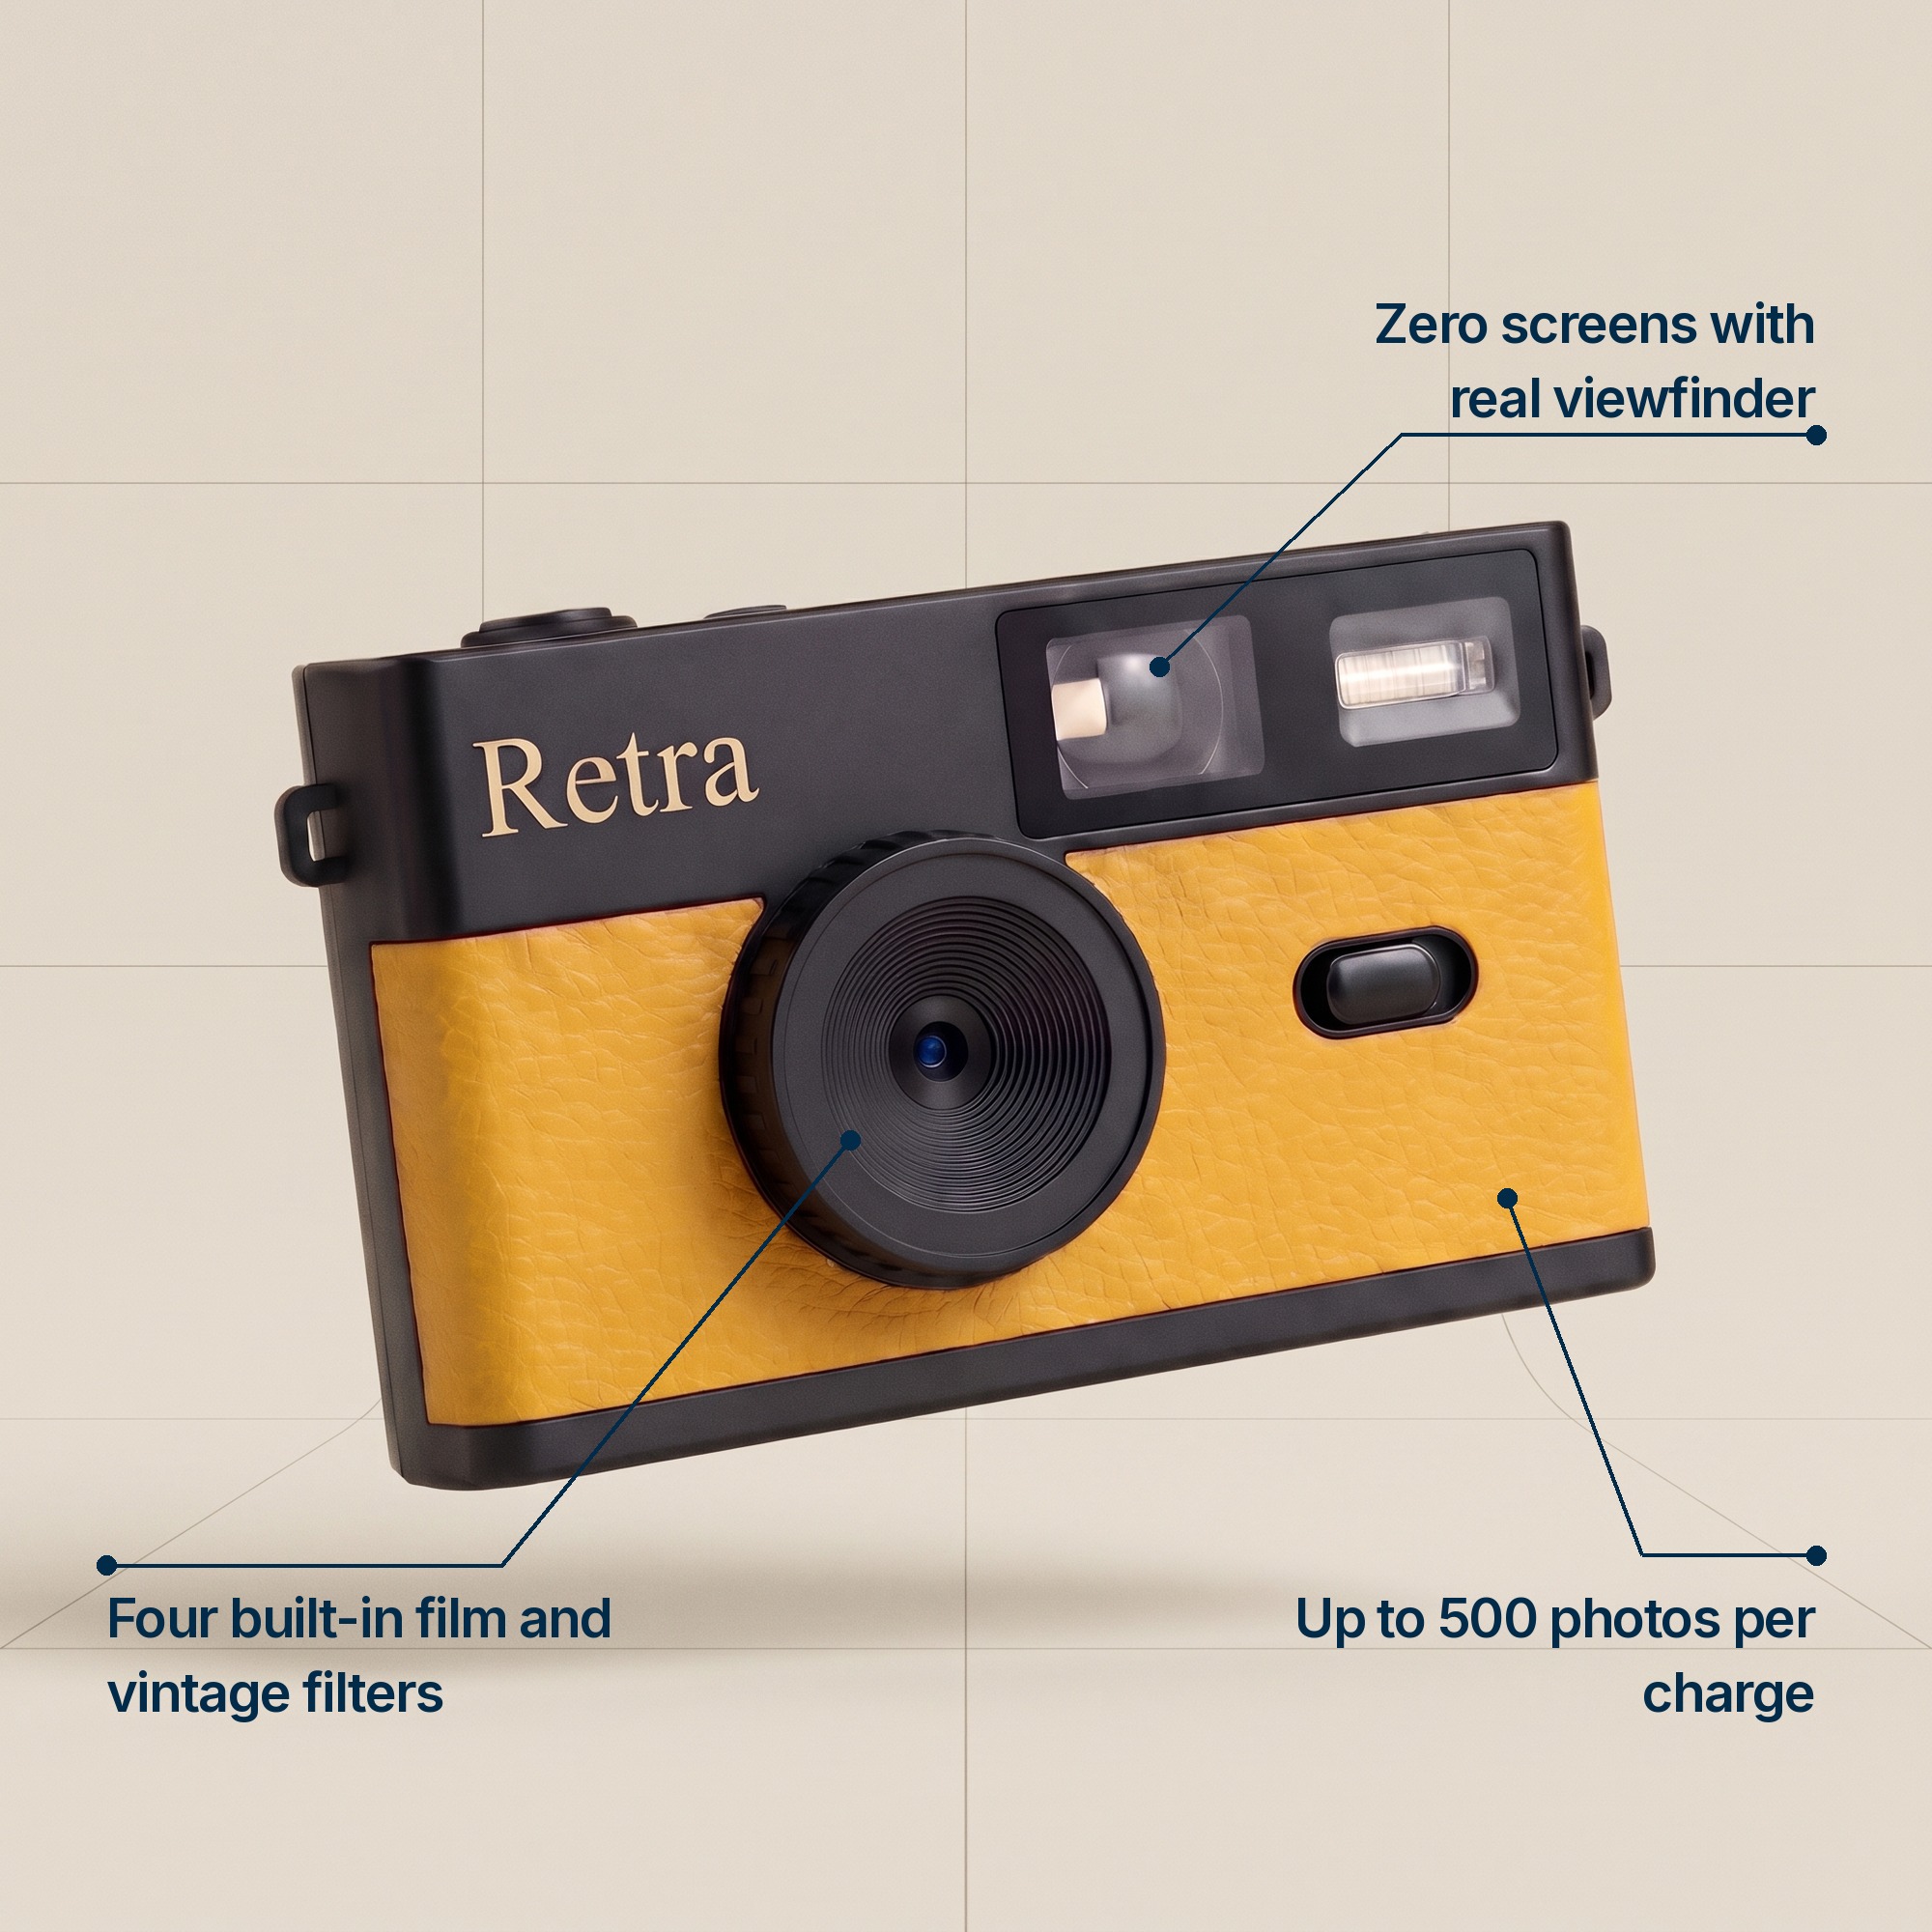 Zero screens with
real viewfinder
Retra
Four built-in film and
vintage filters
Up to 500 photos per
charge